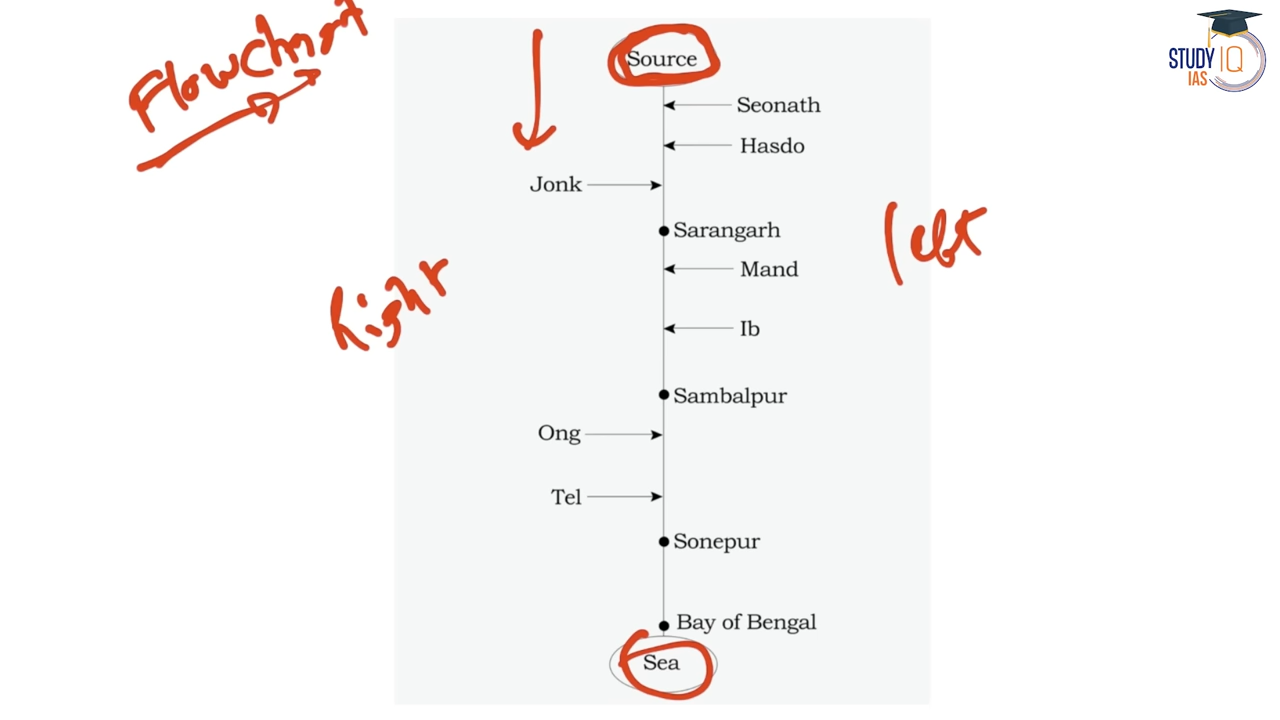 Flowchart
STUDY IQ
IAS
Source
Seonath
Hasdo
Jonk
Sarangarh
left
Mand
Right
Ib
Sambalpur
Ong
Tel
Sonepur
Bay of Bengal
Sea